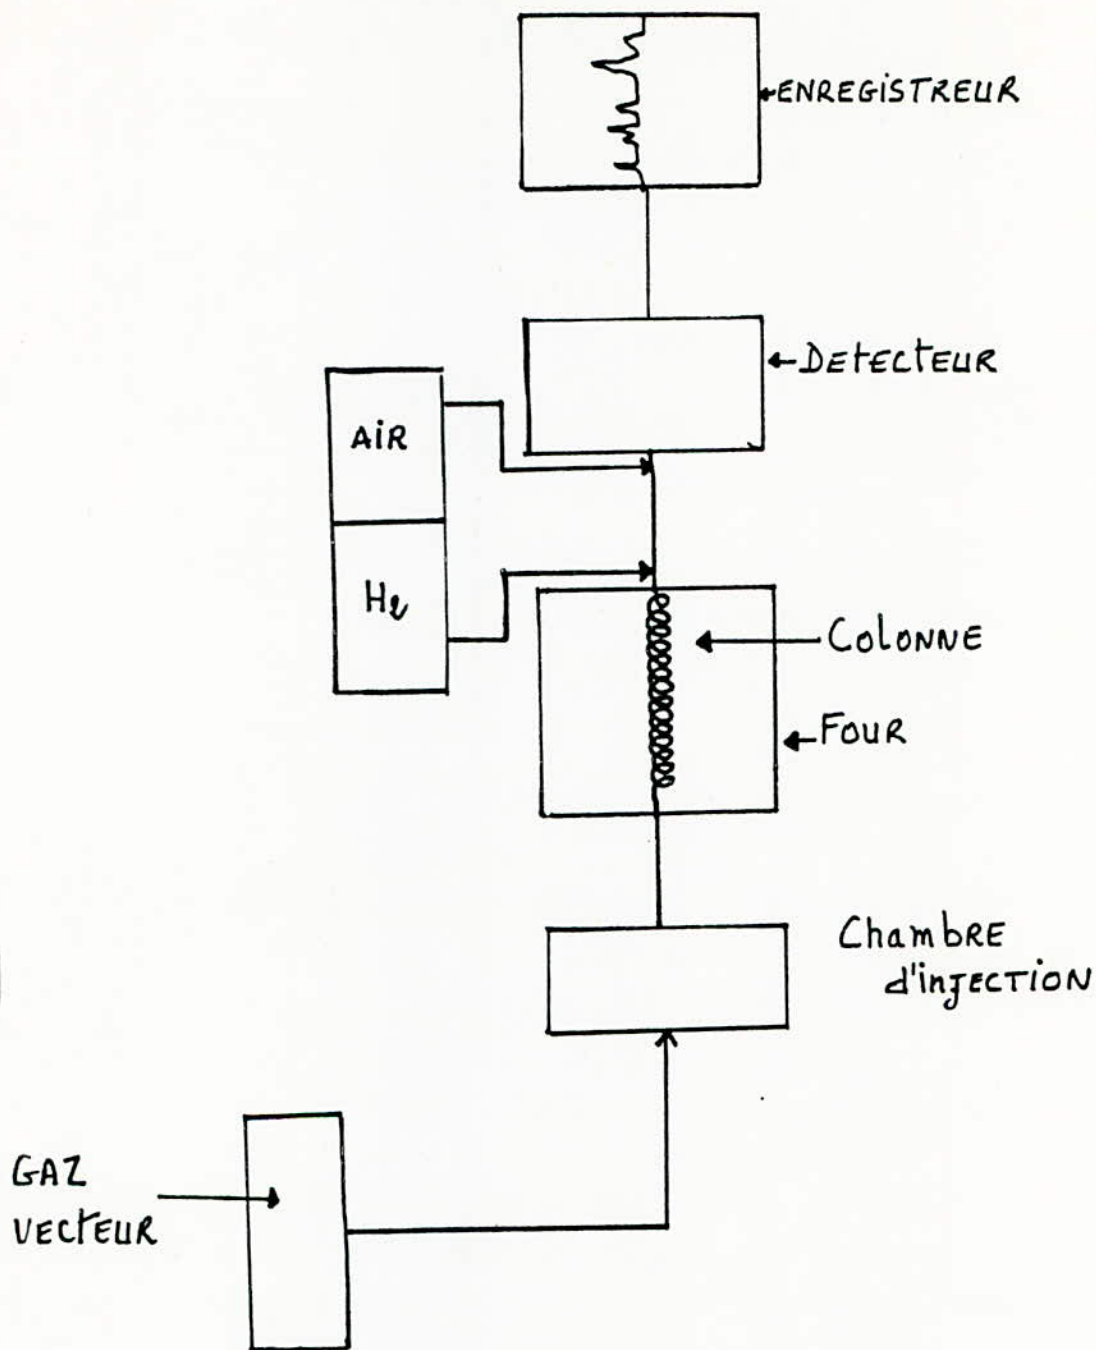 ENREGISTREUR
DETECTEUR
AIR
H2
COLONNE
FOUR
Chambre
d'injection
GAZ
VECTEUR